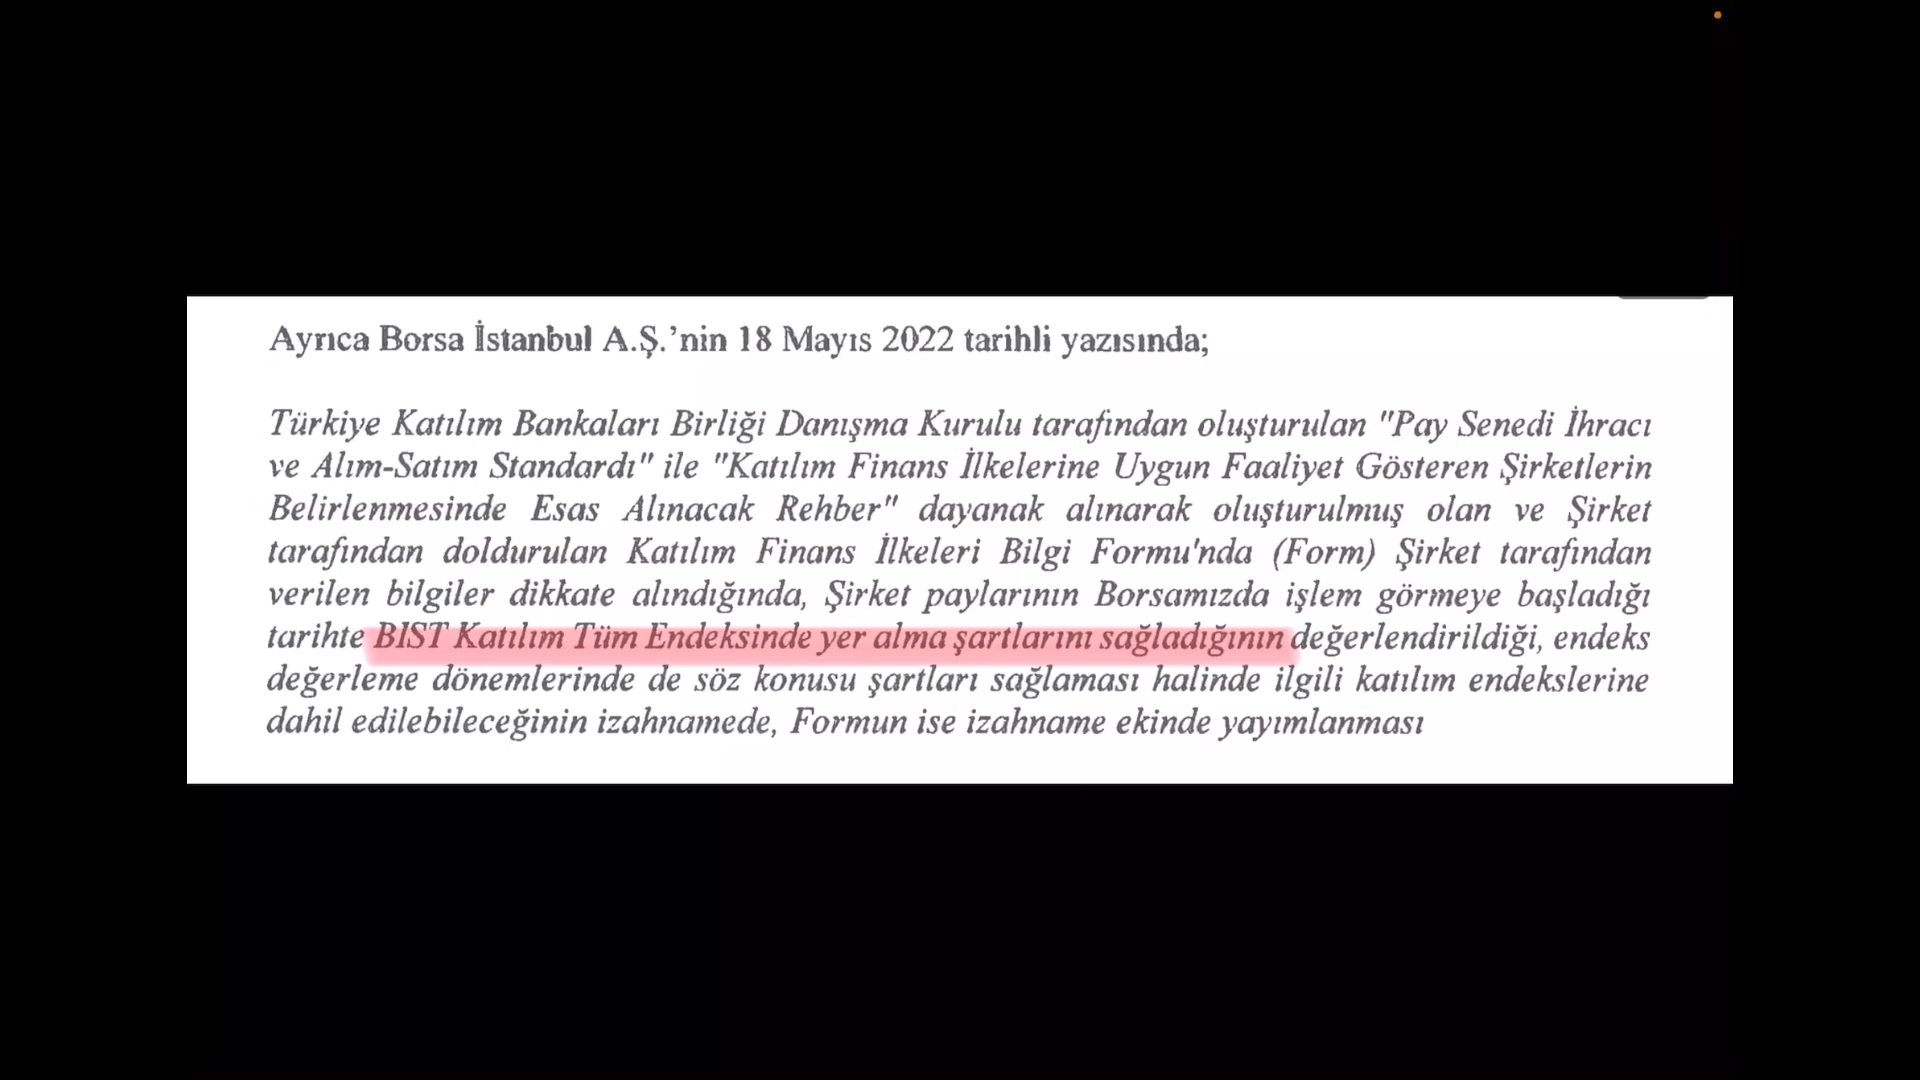 Ayrıca Borsa İstanbul A.Ş.'nin 18 Mayıs 2022 tarihli yazısında;
Türkiye Katılım Bankaları Birliği Danışma Kurulu tarafından oluşturulan "Pay Senedi İhracı
ve Alım-Satım Standardı" ile "Katılım Finans İlkelerine Uygun Faaliyet Gösteren Şirketlerin
Belirlenmesinde Esas Alınacak Rehber" dayanak alınarak oluşturulmuş olan ve Şirket
tarafından doldurulan Katılım Finans İlkeleri Bilgi Formu'nda (Form) Şirket tarafından
verilen bilgiler dikkate alındığında, Şirket paylarının Borsamızda işlem görmeye başladığı
tarihte BIST Katılım Tüm Endeksinde yer alma şartlarını sağladığının değerlendirildiği, endeks
değerleme dönemlerinde de söz konusu şartları sağlaması halinde ilgili katılım endekslerine
dahil edilebileceğinin izahnamede, Formun ise izahname ekinde yayımlanması